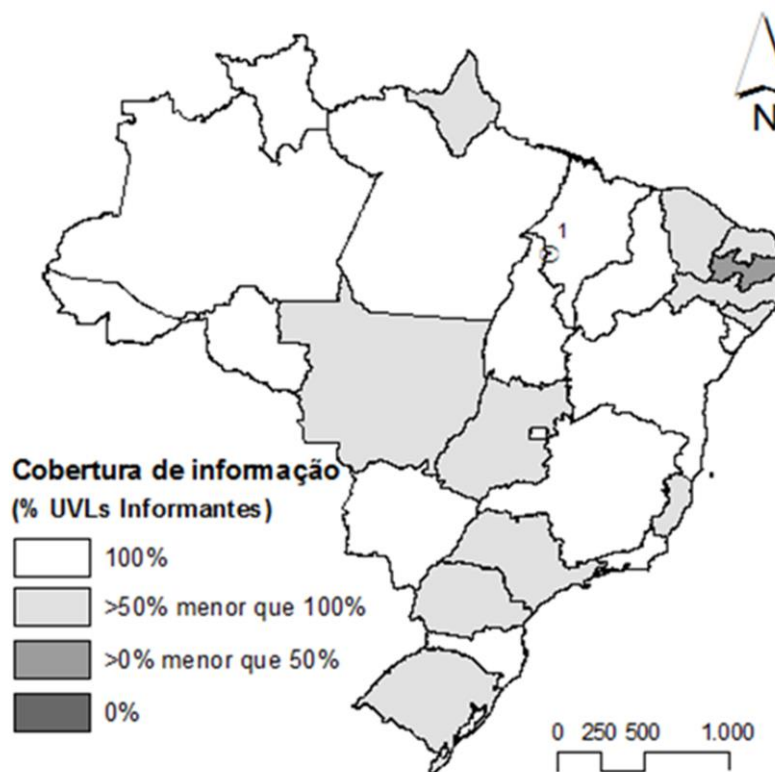 N
1
Cobertura de informação
(% UVLs Informantes)
100%
>50% menor que 100%
>0% menor que 50%
0%
0 250 500 1.000